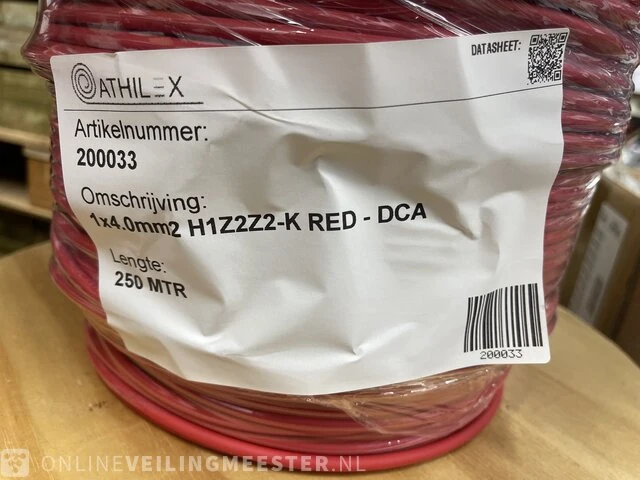 ATHILEX
DATASHEET:
Artikelnummer:
200033
Omschrijving:
1x4.0mm2 H1Z2Z2-K RED - DCA
Lengte:
250 MTR
200033
ONLINEVEILINGMEESTER.NL